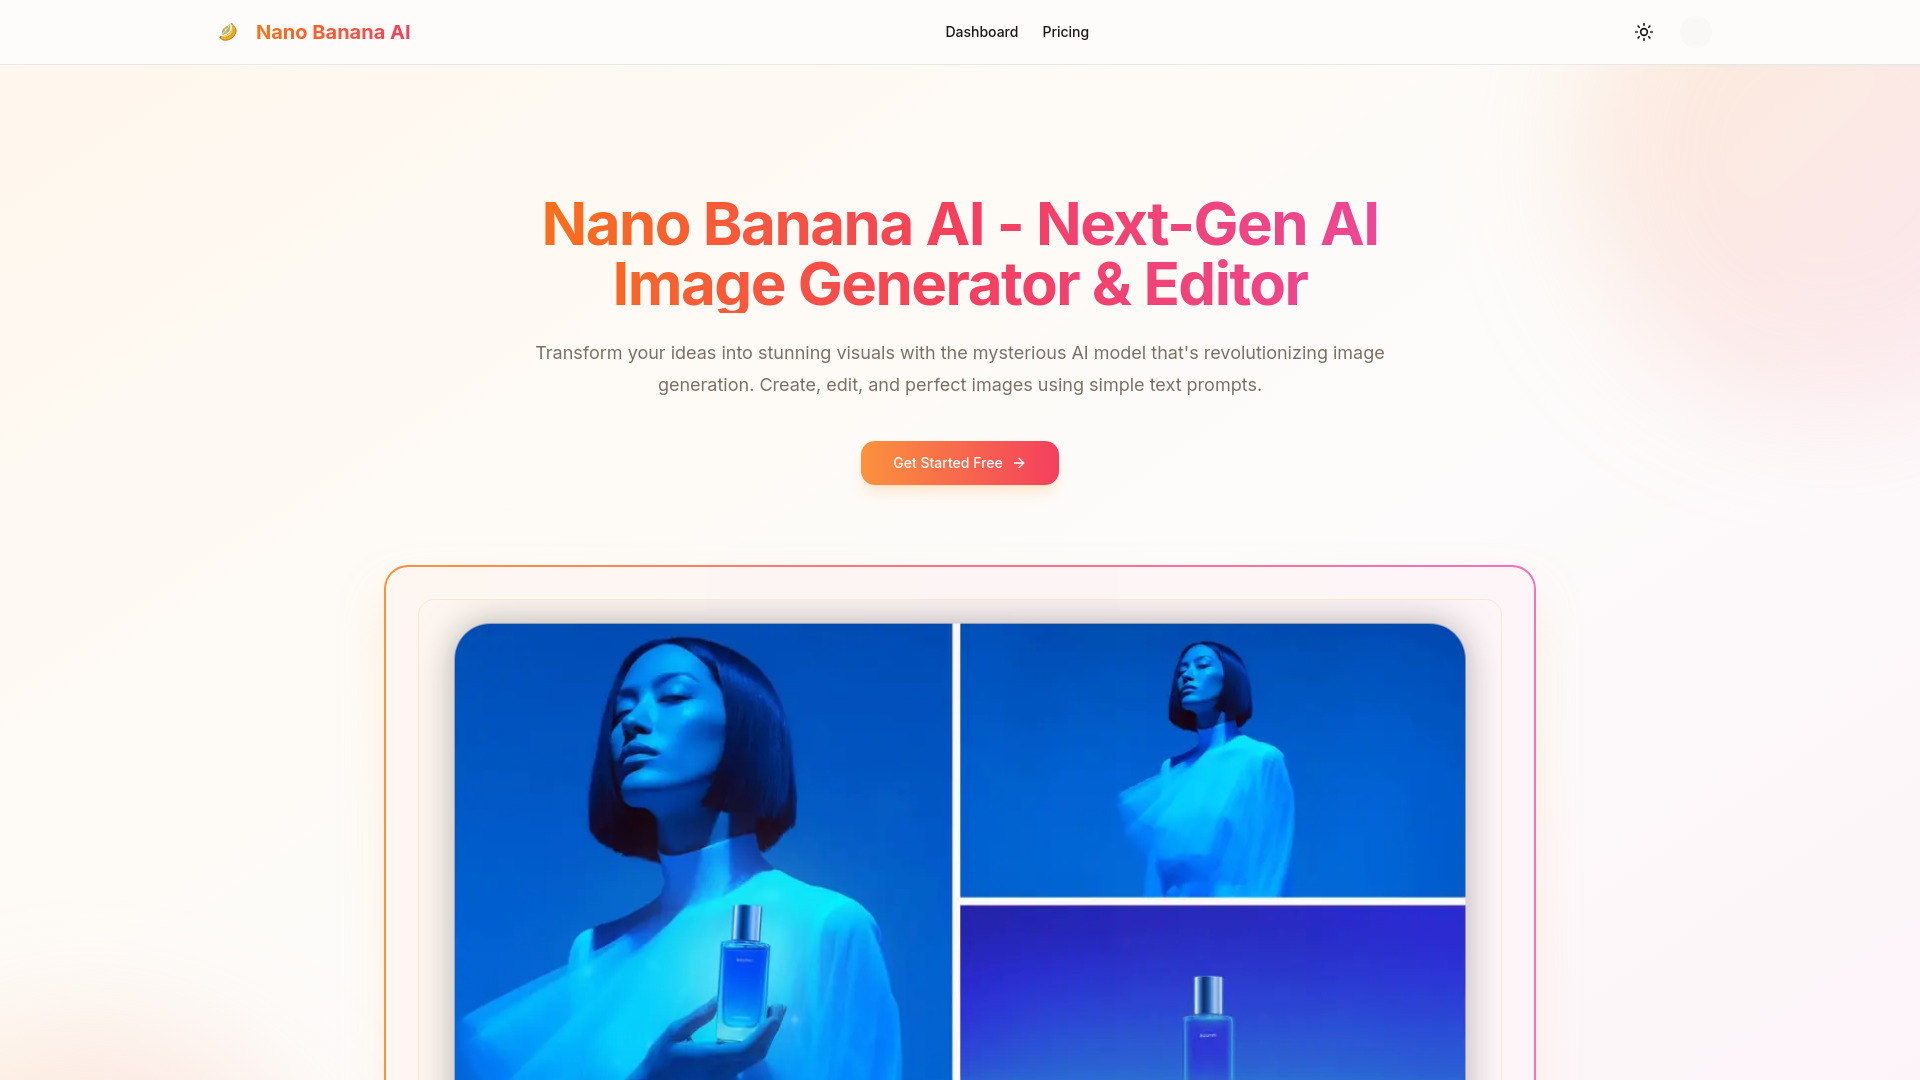 Nano Banana AI
Dashboard
Pricing
Nano Banana AI - Next-Gen AI
Image Generator & Editor
Transform your ideas into stunning visuals with the mysterious AI model that's revolutionizing image
generation. Create, edit, and perfect images using simple text prompts.
Get Started Free